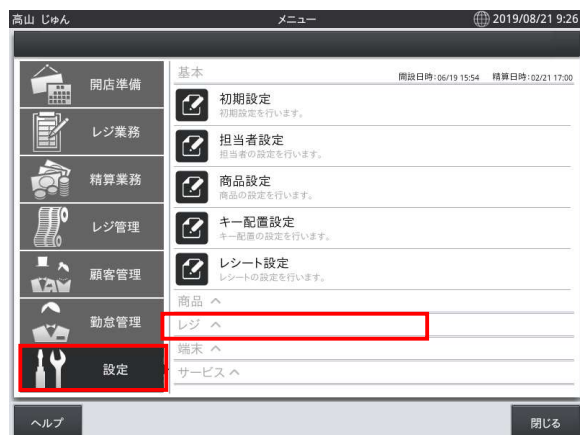 高山 じゅん
メニュー
2019/08/21 9:26
開店準備
レジ業務
精算業務
レジ管理
顧客管理
勤怠管理
設定
基本
開設日時:06/19 15:54 精算日時:02/21 17:00
初期設定
初期設定を行います。
担当者設定
担当者の設定を行います。
商品設定
商品の設定を行います。
キー配置設定
キー配置の設定を行います。
レシート設定
レシートの設定を行います。
商品 ヘ
レジ ヘ
端末 ヘ
サービス ヘ
ヘルプ
閉じる